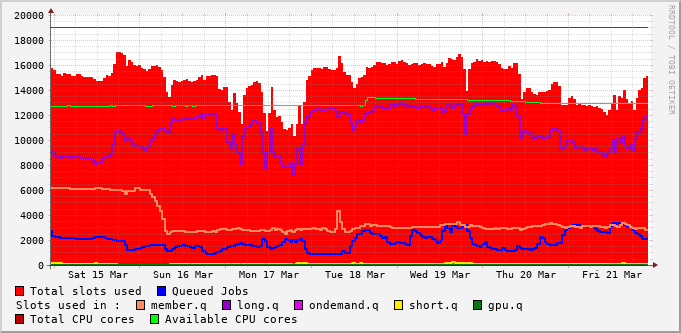 20000
18000
16000
14000
12000
10000
8000
6000
4000
2000
0
Sat 15 Mar Sun 16 Mar Mon 17 Mar Tue 18 Mar Wed 19 Mar Thu 20 Mar Fri 21 Mar
Total slots used Queued Jobs
Slots used in : member.q long.q ondemand.q short.q gpu.q
Total CPU cores Available CPU cores
RRDTOOL / TOBI OETIKER